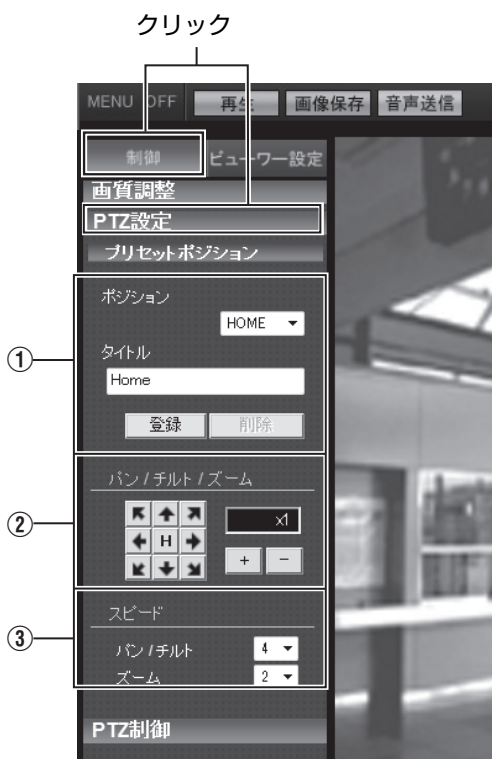 クリック
MENU OFF 再生 画像保存 音声送信
制御 ビューワー設定
画質調整
PTZ設定
プリセットポジション
①
ポジション
HOME
タイトル
Home
登録 削除
②
パン / チルト / ズーム
H
x1
+ −
③
スピード
パン / チルト 4
ズーム 2
PTZ制御